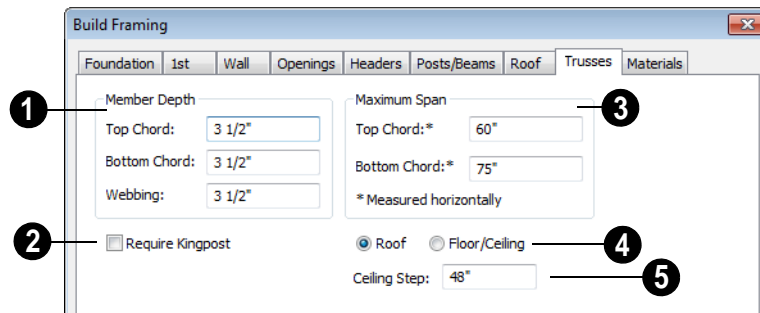 Build Framing
Foundation 1st Wall Openings Headers Posts/Beams Roof Trusses Materials
1 Member Depth Maximum Span 3
Top Chord: 3 1/2" Top Chord:* 60"
Bottom Chord: 3 1/2" Bottom Chord:* 75"
Webbing: 3 1/2" *Measured horizontally
2 Require Kingpost Roof Floor/Ceiling 4
Ceiling Step: 48" 5